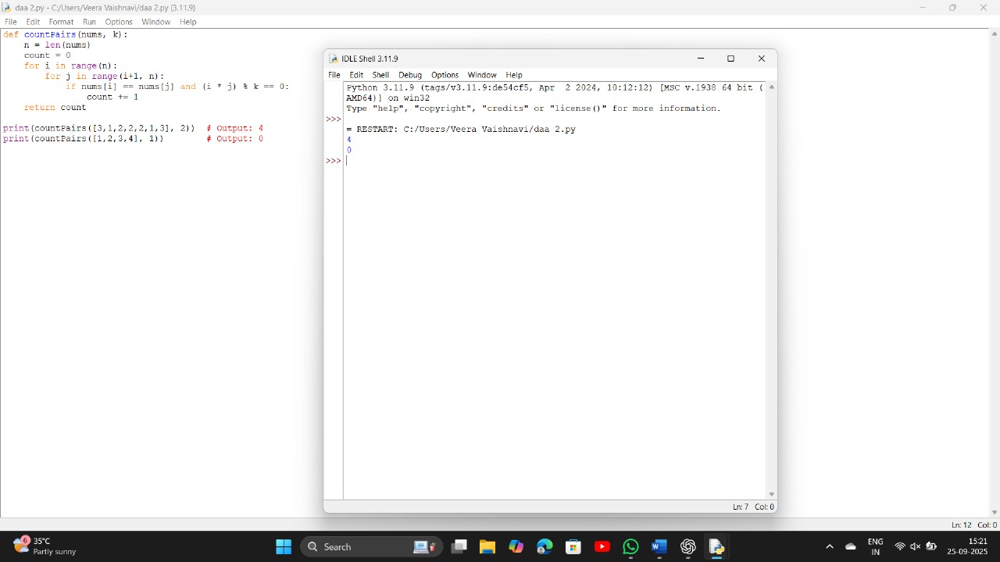 daa 2.py - C:/Users/Veera Vaishnavi/daa 2.py (3.11.9)
File Edit Format Run Options Window Help
def countPairs(nums, k):
    n = len(nums)
    count = 0
    for i in range(n):
        for j in range(i+1, n):
            if nums[i] == nums[j] and (i * j) % k == 0:
                count += 1
    return count
print(countPairs([3,1,2,2,2,1,3], 2))  # Output: 4
print(countPairs([1,2,3,4], 1))        # Output: 0
IDLE Shell 3.11.9
File Edit Shell Debug Options Window Help
Python 3.11.9 (tags/v3.11.9:de54cf5, Apr  2 2024, 10:12:12) [MSC v.1938 64 bit (
AMD64)] on win32
Type "help", "copyright", "credits" or "license()" for more information.
>>>
= RESTART: C:/Users/Veera Vaishnavi/daa 2.py
4
0
>>>
Ln: 7 Col: 0
Ln: 12 Col: 0
6
35°C
Partly sunny
Search
ENG
IN
15:21
25-09-2025